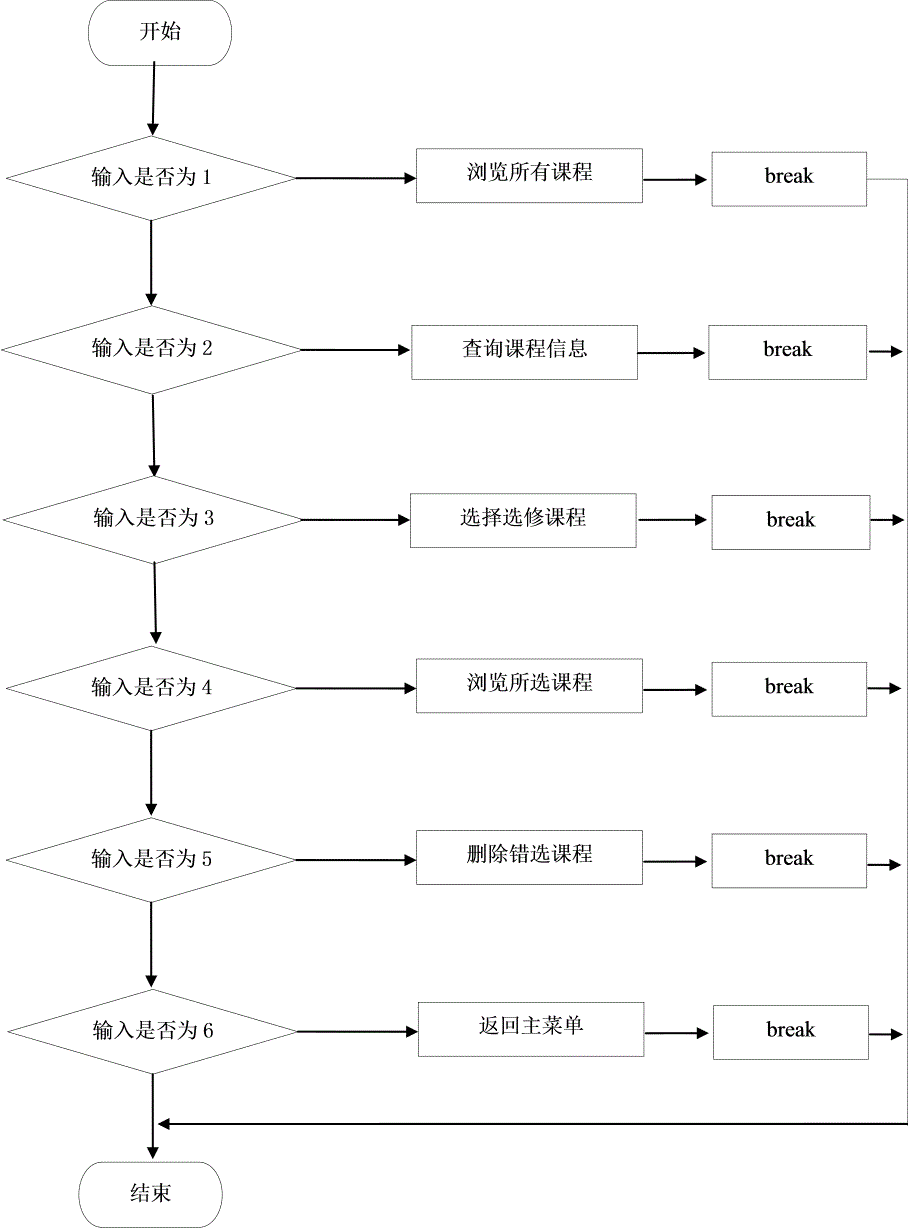 开始
输入是否为 1
浏览所有课程
break
输入是否为 2
查询课程信息
break
输入是否为 3
选择选修课程
break
输入是否为 4
浏览所选课程
break
输入是否为 5
删除错选课程
break
输入是否为 6
返回主菜单
break
结束